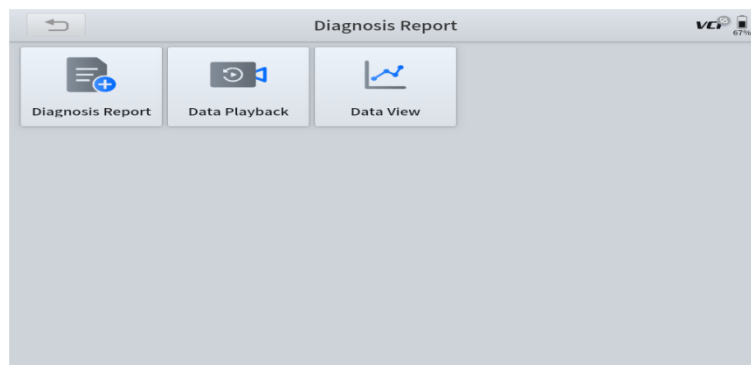 Diagnosis Report
VCI
67%
Diagnosis Report
Data Playback
Data View